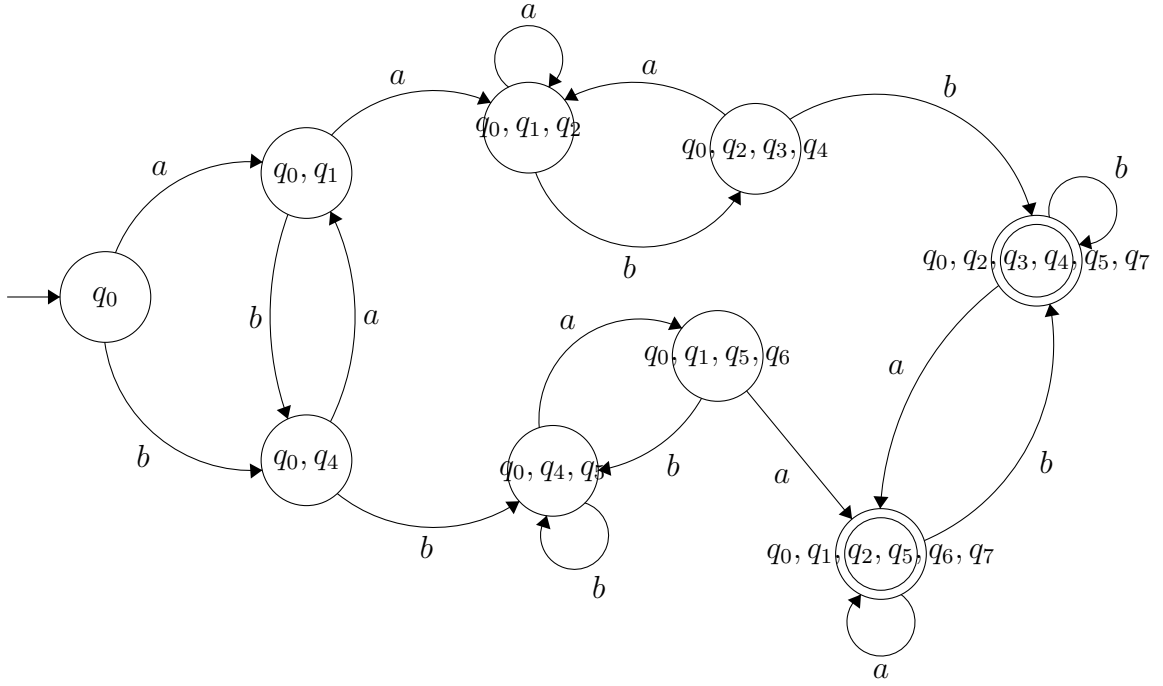 a
a
a
b
q₀, q₁, q₂
q₀, q₂, q₃, q₄
a
q₀, q₁
b
b
q₀, q₂, q₃, q₄, q₅, q₇
q₀
b
a
a
q₀, q₁, q₅, q₆
a
b
q₀, q₄
q₀, q₄, q₅
b
a
b
b
b
q₀, q₁, q₂, q₅, q₆, q₇
b
a